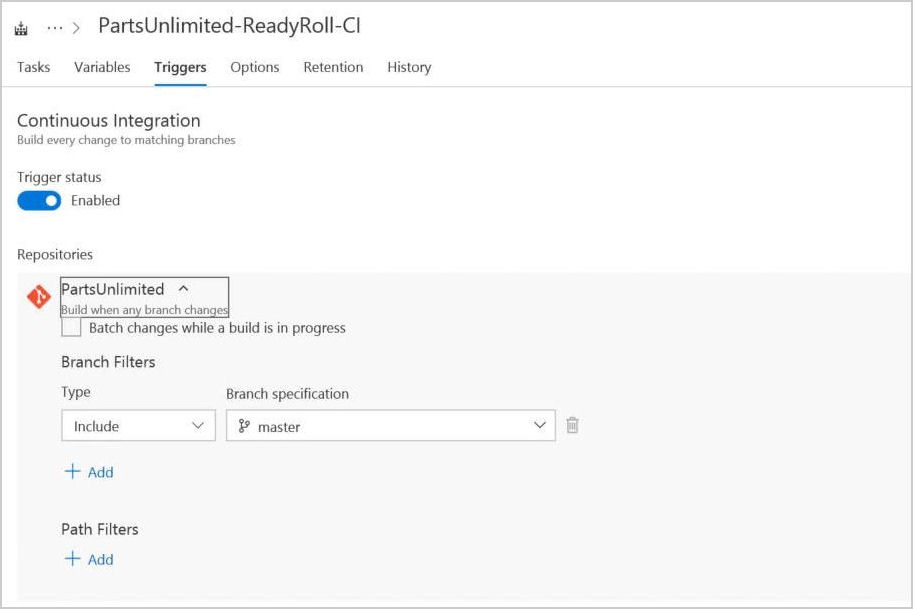 ... > PartsUnlimited-ReadyRoll-CI
Tasks Variables Triggers Options Retention History
Continuous Integration
Build every change to matching branches
Trigger status
Enabled
Repositories
PartsUnlimited
Build when any branch changes
Batch changes while a build is in progress
Branch Filters
Type Branch specification
Include master
+ Add
Path Filters
+ Add